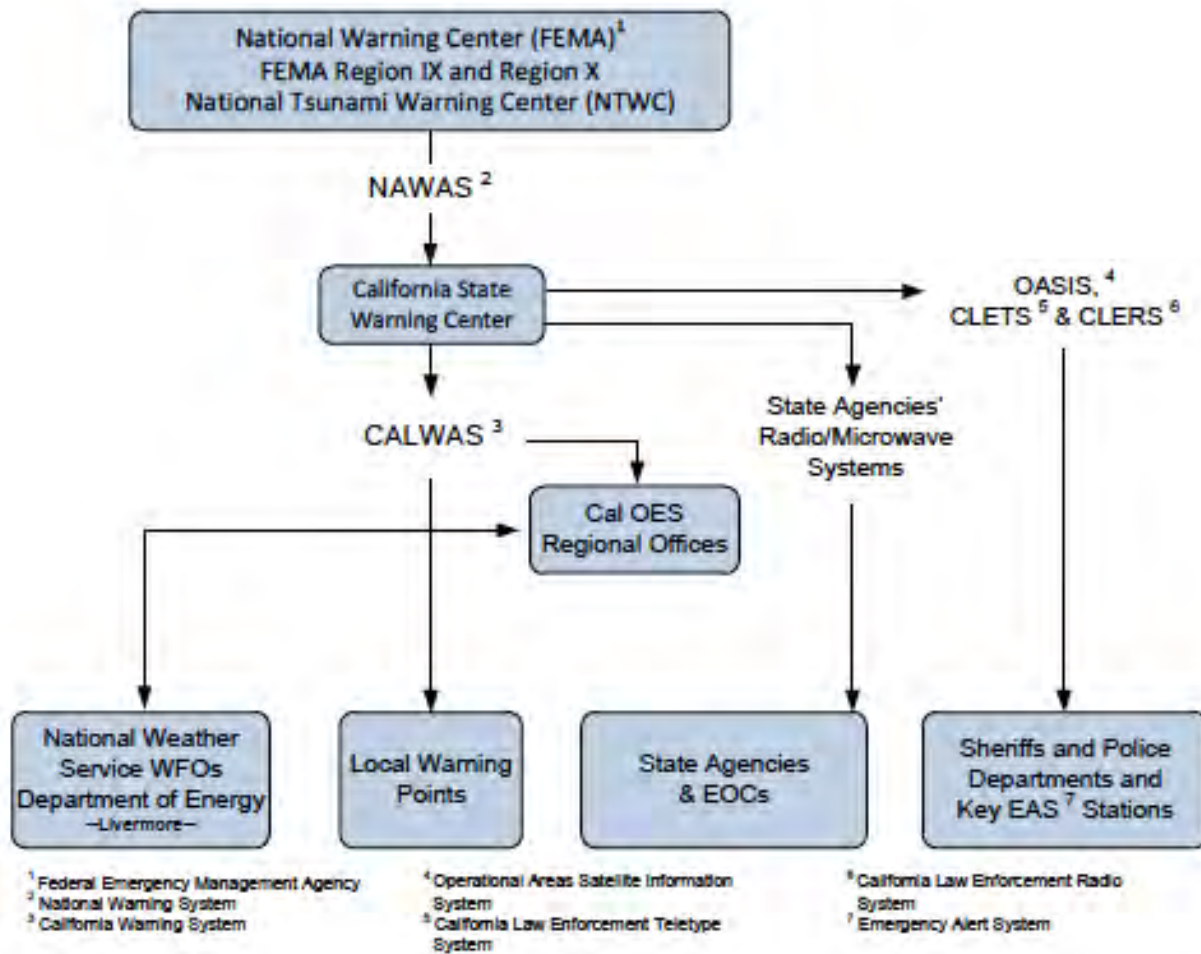 National Warning Center (FEMA)¹
FEMA Region IX and Region X
National Tsunami Warning Center (NTWC)
NAWAS ²
California State
Warning Center
OASIS, ⁴
CLETS ⁵ & CLERS ⁶
CALWAS ³
State Agencies'
Radio/Microwave
Systems
Cal OES
Regional Offices
National Weather
Service WFOs
Department of Energy
—Livermore—
Local Warning
Points
State Agencies
& EOCs
Sheriffs and Police
Departments and
Key EAS ⁷ Stations
¹ Federal Emergency Management Agency
² National Warning System
³ California Warning System
⁴ Operational Areas Satellite Information
System
⁵ California Law Enforcement Teletype
System
⁶ California Law Enforcement Radio
System
⁷ Emergency Alert System